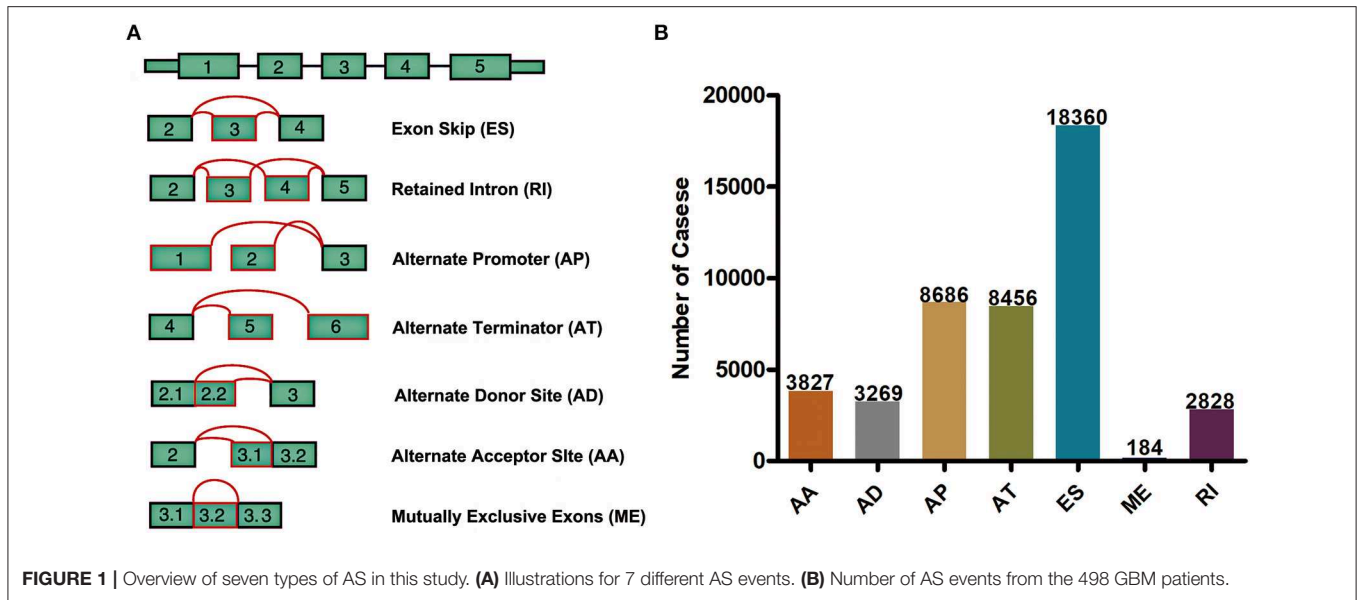 A
1 2 3 4 5
2 3 4 Exon Skip (ES)
2 3 4 5 Retained Intron (RI)
1 2 3 Alternate Promoter (AP)
4 5 6 Alternate Terminator (AT)
2.1 2.2 3 Alternate Donor Site (AD)
2 3.1 3.2 Alternate Acceptor SIte (AA)
3.1 3.2 3.3 Mutually Exclusive Exons (ME)
B
Number of Casese
20000
15000
10000
5000
0
3827 3269 8686 8456 18360 184 2828
AA AD AP AT ES ME RI
FIGURE 1 | Overview of seven types of AS in this study. (A) Illustrations for 7 different AS events. (B) Number of AS events from the 498 GBM patients.